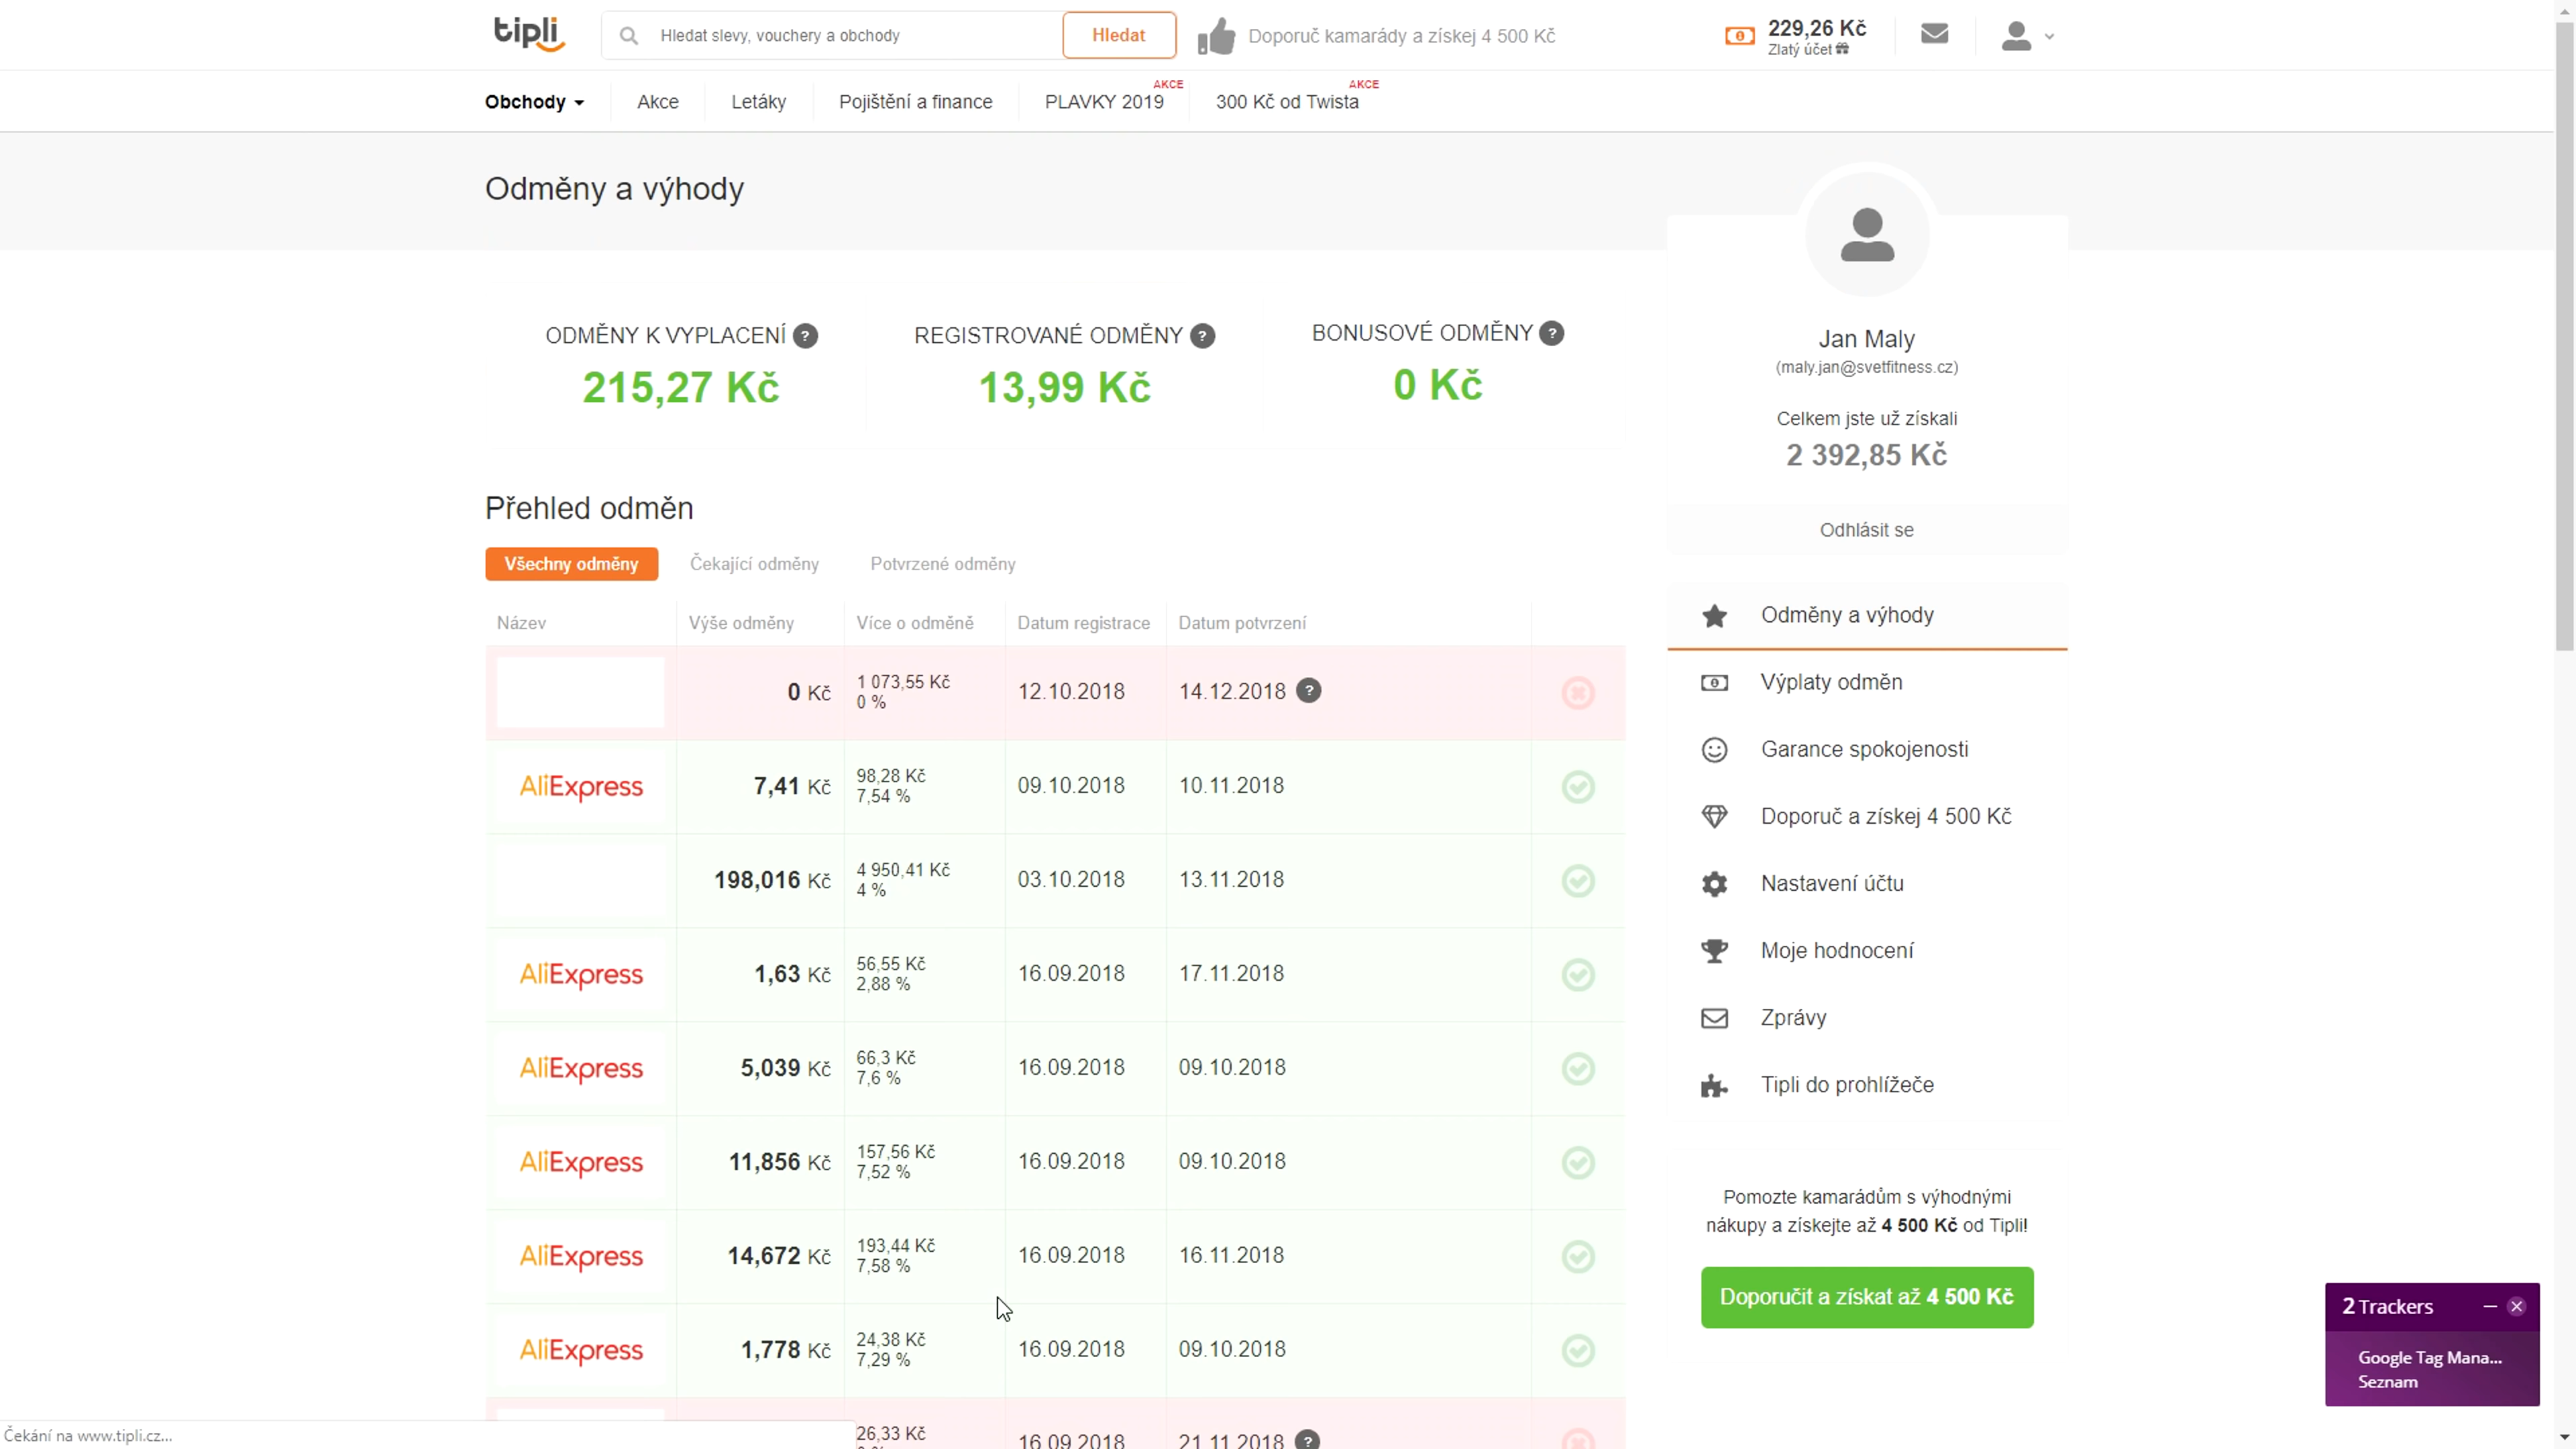 tipli
Hledat slevy, vouchery a obchody
Hledat
Doporuč kamarády a získej 4 500 Kč
229,26 Kč
Zlatý účet
Obchody
Akce
Letáky
Pojištění a finance
PLAVKY 2019
AKCE
300 Kč od Twista
AKCE
Odměny a výhody
ODMĚNY K VYPLACENÍ ?
215,27 Kč
REGISTROVANÉ ODMĚNY ?
13,99 Kč
BONUSOVÉ ODMĚNY ?
0 Kč
Jan Maly
(maly.jan@svetfitness.cz)
Celkem jste už získali
2 392,85 Kč
Odhlásit se
Přehled odměn
Všechny odměny
Čekající odměny
Potvrzené odměny
Název
Výše odměny
Více o odměně
Datum registrace
Datum potvrzení
0 Kč
1 073,55 Kč
0 %
12.10.2018
14.12.2018 ?
AliExpress
7,41 Kč
98,28 Kč
7,54 %
09.10.2018
10.11.2018
198,016 Kč
4 950,41 Kč
4 %
03.10.2018
13.11.2018
AliExpress
1,63 Kč
56,55 Kč
2,88 %
16.09.2018
17.11.2018
AliExpress
5,039 Kč
66,3 Kč
7,6 %
16.09.2018
09.10.2018
AliExpress
11,856 Kč
157,56 Kč
7,52 %
16.09.2018
09.10.2018
AliExpress
14,672 Kč
193,44 Kč
7,58 %
16.09.2018
16.11.2018
AliExpress
1,778 Kč
24,38 Kč
7,29 %
16.09.2018
09.10.2018
26,33 Kč
16.09.2018
21.11.2018 ?
Odměny a výhody
Výplaty odměn
Garance spokojenosti
Doporuč a získej 4 500 Kč
Nastavení účtu
Moje hodnocení
Zprávy
Tipli do prohlížeče
Pomozte kamarádům s výhodnými
nákupy a získejte až 4 500 Kč od Tipli!
Doporučit a získat až 4 500 Kč
2 Trackers
Google Tag Mana...
Seznam
Čekání na www.tipli.cz...